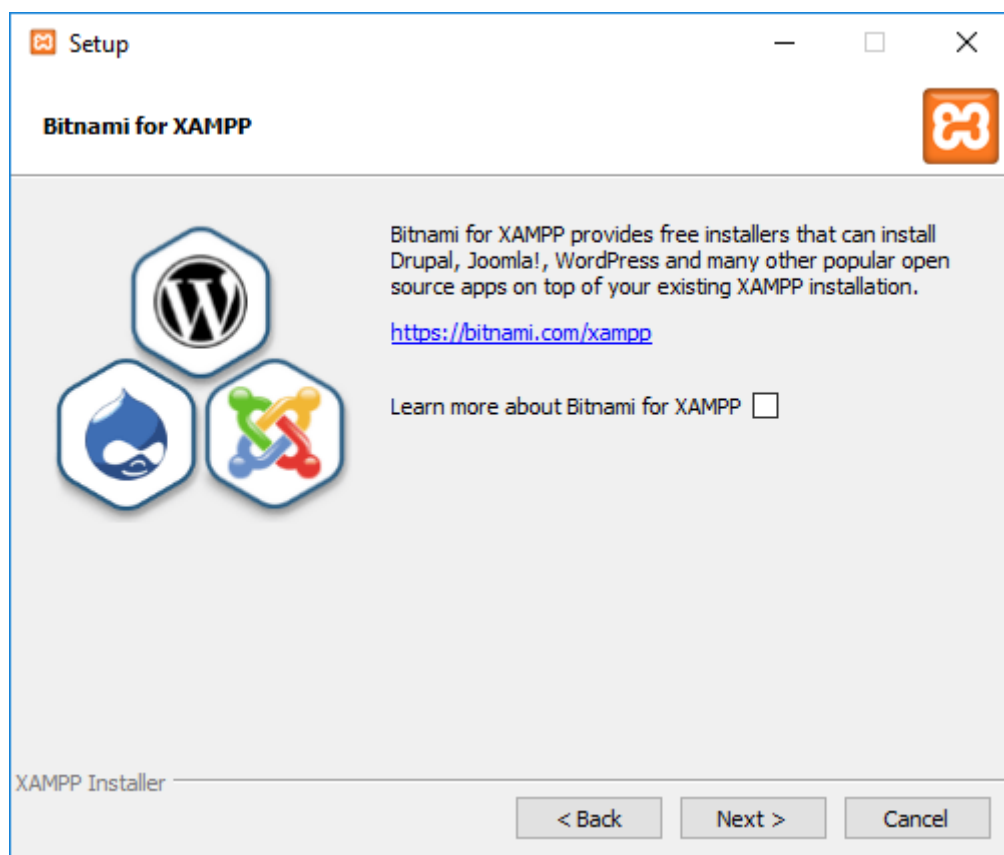 Setup
Bitnami for XAMPP
Bitnami for XAMPP provides free installers that can install
Drupal, Joomla!, WordPress and many other popular open
source apps on top of your existing XAMPP installation.
https://bitnami.com/xampp
Learn more about Bitnami for XAMPP
XAMPP Installer
< Back
Next >
Cancel